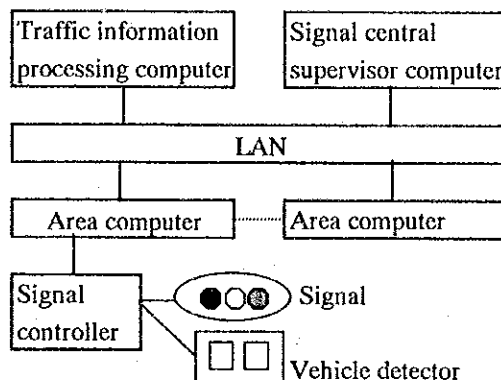 Traffic information
processing computer
Signal central
supervisor computer
LAN
Area computer
Area computer
Signal
controller
Signal
Vehicle detector